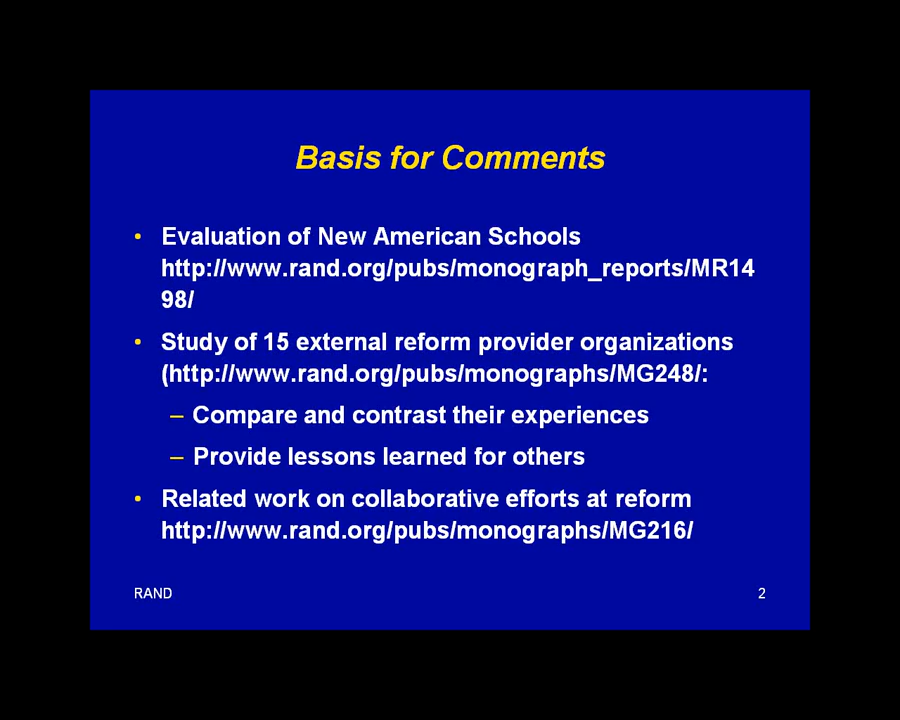 Basis for Comments
• Evaluation of New American Schools
http://www.rand.org/pubs/monograph_reports/MR14
98/
• Study of 15 external reform provider organizations
(http://www.rand.org/pubs/monographs/MG248/:
– Compare and contrast their experiences
– Provide lessons learned for others
• Related work on collaborative efforts at reform
http://www.rand.org/pubs/monographs/MG216/
RAND
2